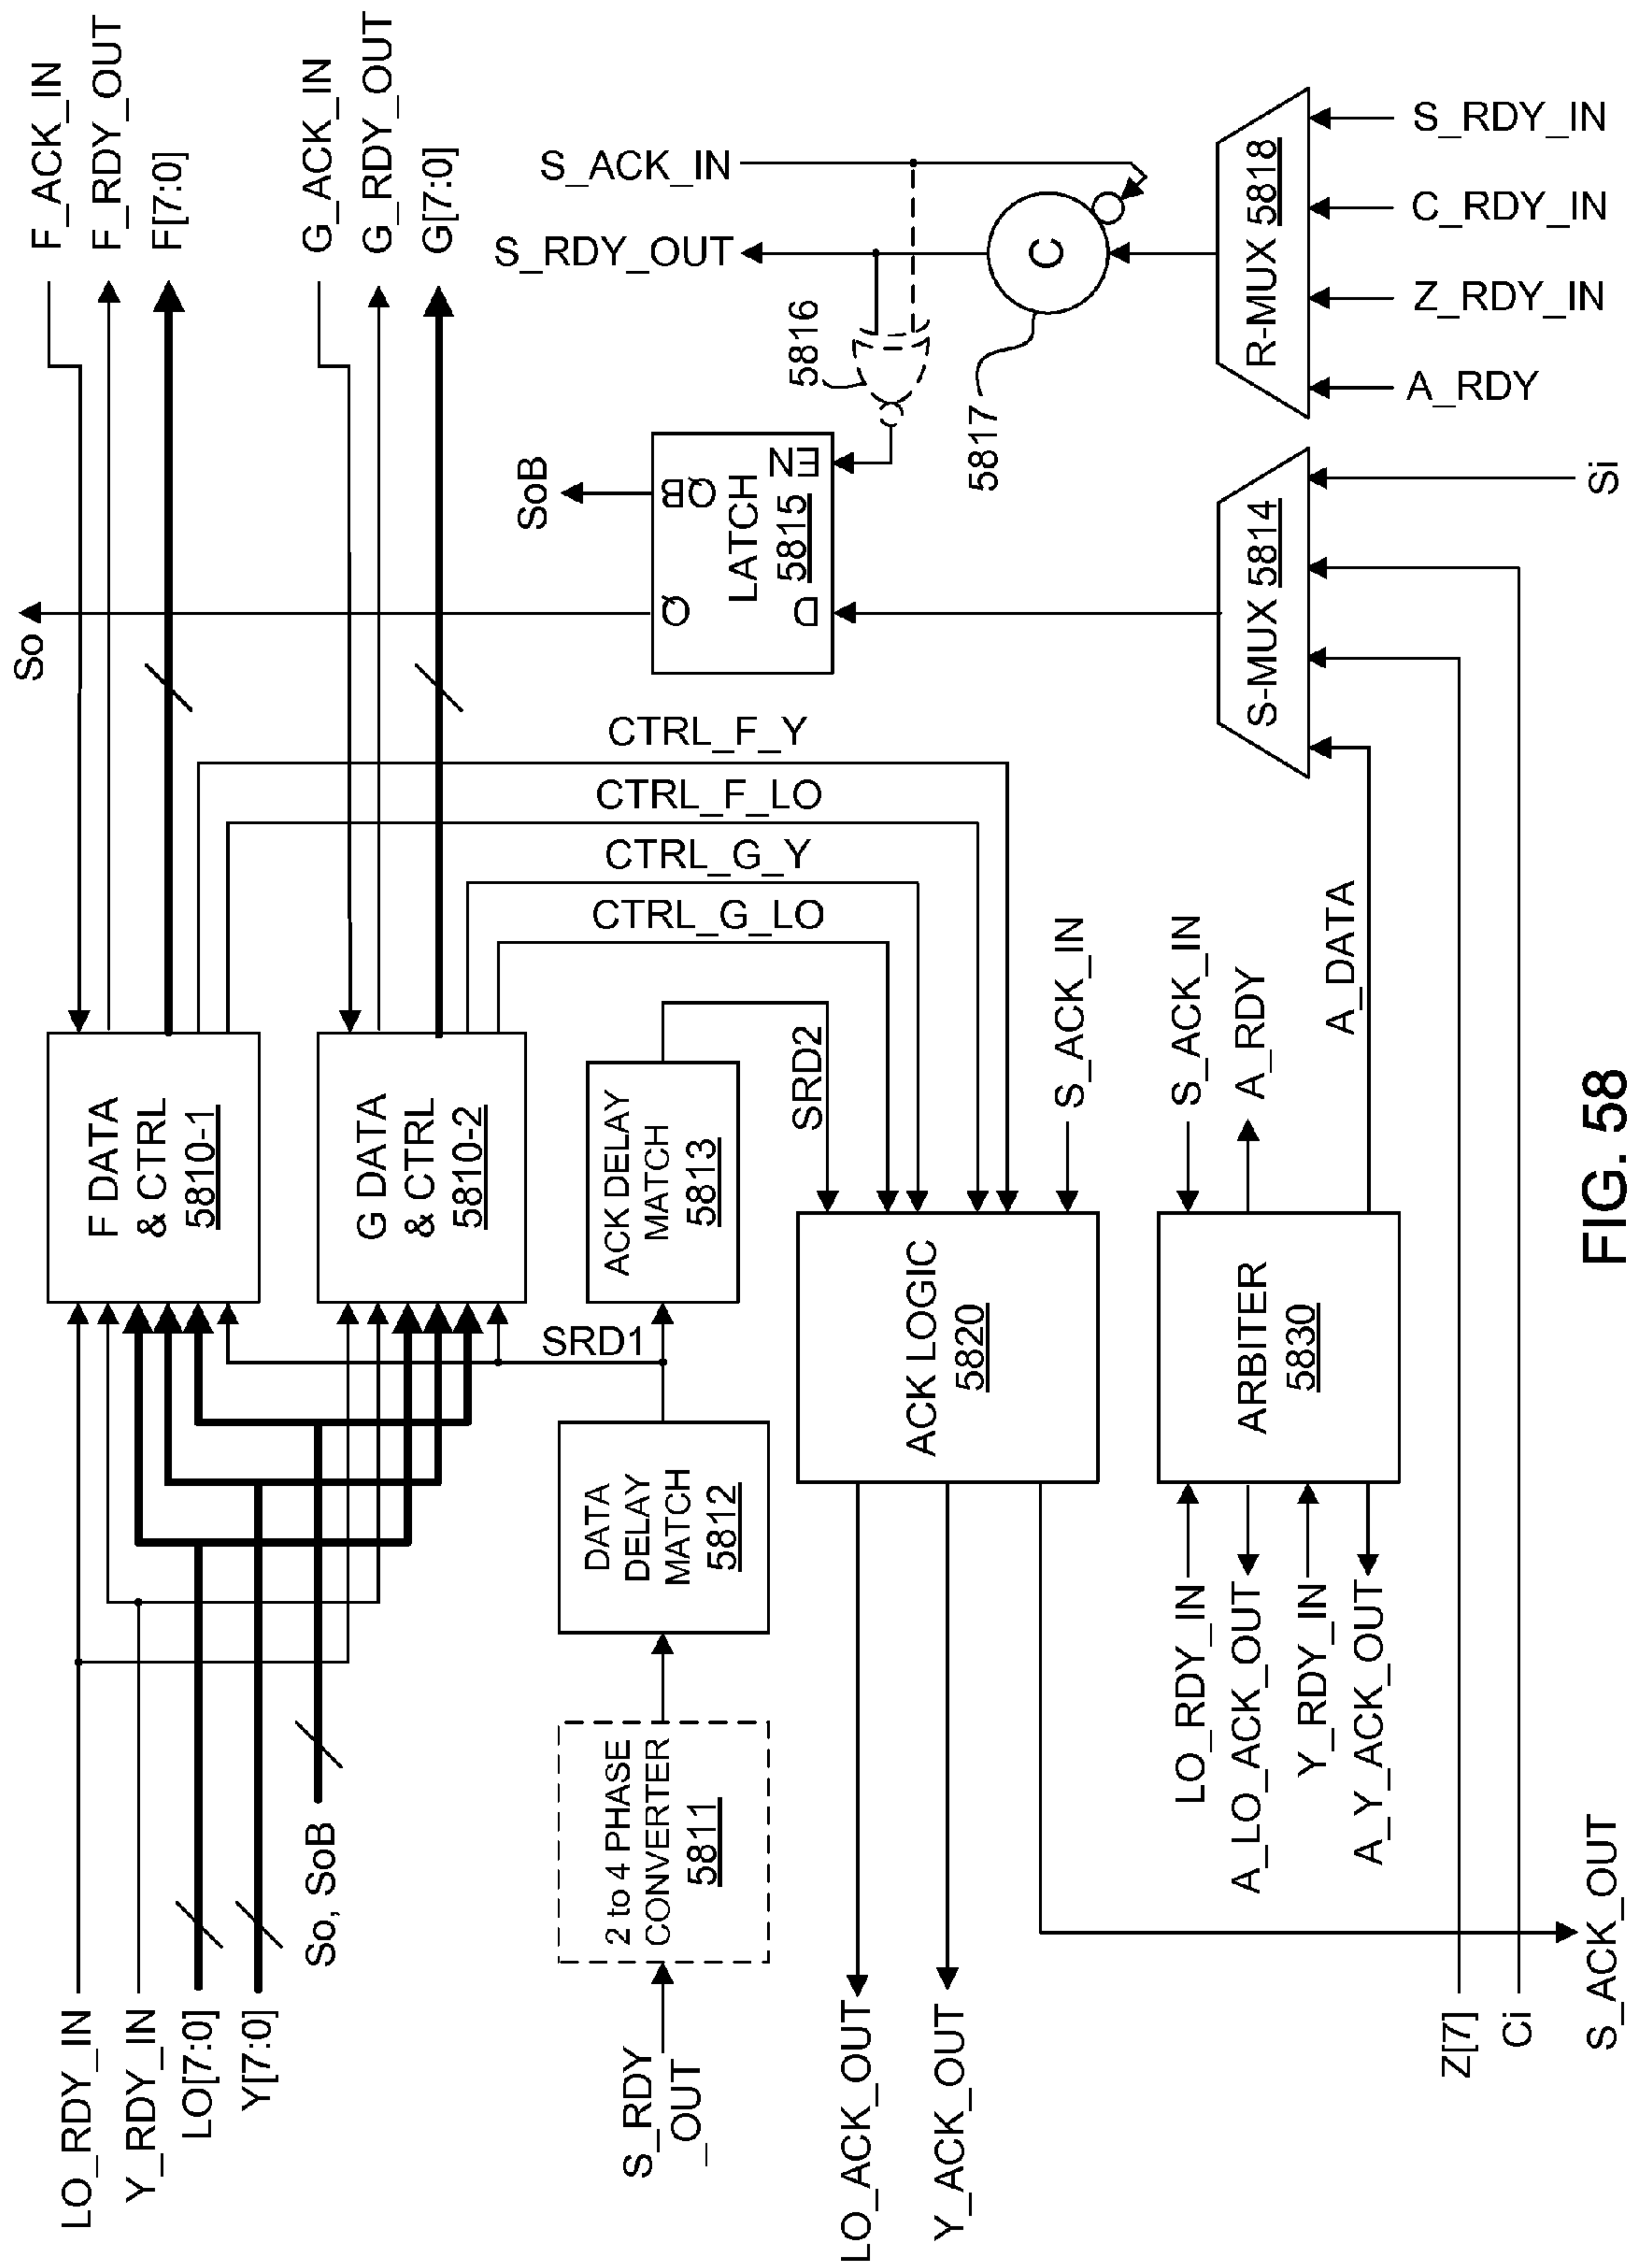 F_ACK_IN
F_RDY_OUT
F[7:0]
G_ACK_IN
G_RDY_OUT
G[7:0]
S_ACK_IN
S_RDY_OUT
So
SoB
LO_RDY_IN
Y_RDY_IN
LO[7:0]
Y[7:0]
So, SoB
F DATA
& CTRL
5810-1
G DATA
& CTRL
5810-2
CTRL_F_Y
CTRL_F_LO
CTRL_G_Y
CTRL_G_LO
S_RDY
_OUT
2 to 4 PHASE
CONVERTER
5811
DATA
DELAY
MATCH
5812
SRD1
ACK DELAY
MATCH
5813
SRD2
Q
QB
LATCH
5815
D
EN
5816
C
5817
S_ACK_IN
ACK LOGIC
5820
LO_ACK_OUT
Y_ACK_OUT
S_ACK_IN
A_RDY
A_DATA
ARBITER
5830
LO_RDY_IN
A_LO_ACK_OUT
Y_RDY_IN
A_Y_ACK_OUT
S-MUX 5814
R-MUX 5818
Z[7]
Ci
S_ACK_OUT
Si
A_RDY
Z_RDY_IN
C_RDY_IN
S_RDY_IN
FIG. 58